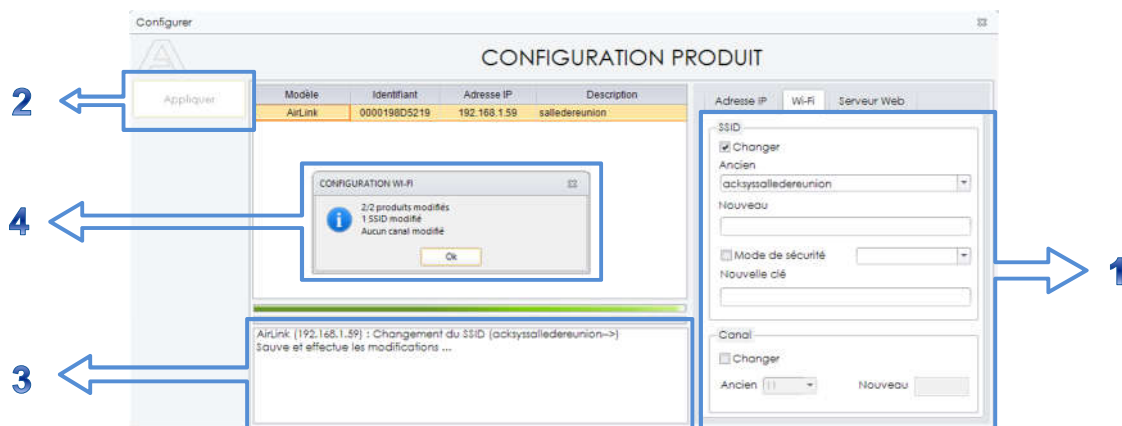 Configurer
CONFIGURATION PRODUIT
2
Appliquer
Modèle Identifiant Adresse IP Description
AirLink 0000198D5219 192.168.1.59 salledereunion
Adresse IP Wi-Fi Serveur Web
SSID
Changer
Ancien
acksyssalledereunion
Nouveau
Mode de sécurité
Nouvelle clé
4
CONFIGURATION WI-FI
2/2 produits modifiés
1 SSID modifié
Aucun canal modifié
Ok
1
3
AirLink (192.168.1.59) : Changement du SSID (acksyssalledereunion-->)
Sauve et effectue les modifications ...
Canal
Changer
Ancien 11 Nouveau